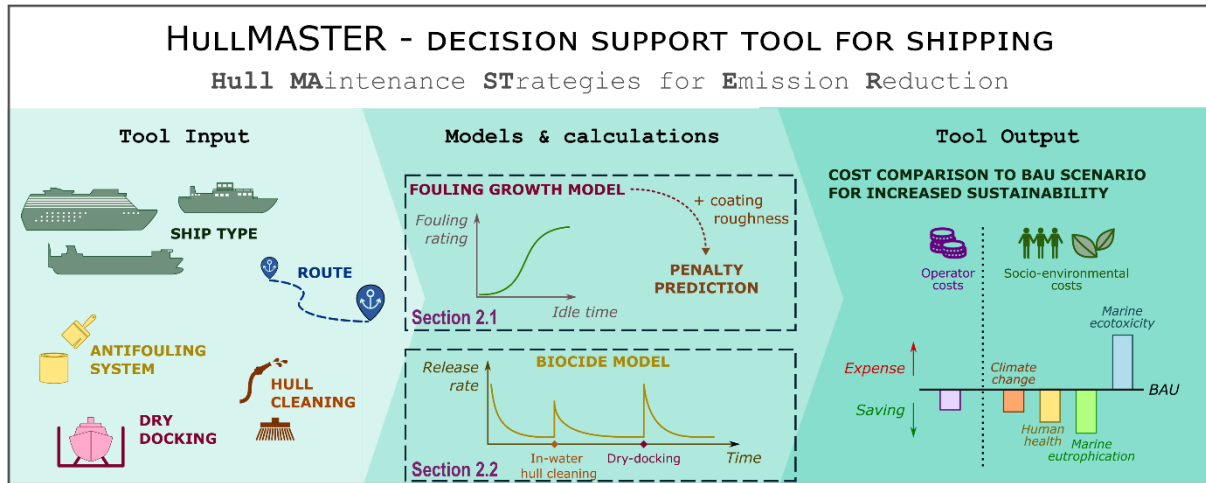 HullMASTER - DECISION SUPPORT TOOL FOR SHIPPING
Hull MAintenance STrategies for Emission Reduction
Tool Input
SHIP TYPE
ROUTE
ANTIFOULING
SYSTEM
HULL
CLEANING
DRY
DOCKING
Models & calculations
FOULING GROWTH MODEL
+ coating
roughness
Fouling
rating
PENALTY
PREDICTION
Idle time
Section 2.1
BIOCIDE MODEL
Release
rate
In-water
hull cleaning
Dry-docking
Time
Section 2.2
Tool Output
COST COMPARISON TO BAU SCENARIO
FOR INCREASED SUSTAINABILITY
Operator
costs
Socio-environmental
costs
Marine
ecotoxicity
Expense
Climate
change
BAU
Saving
Human
health
Marine
eutrophication